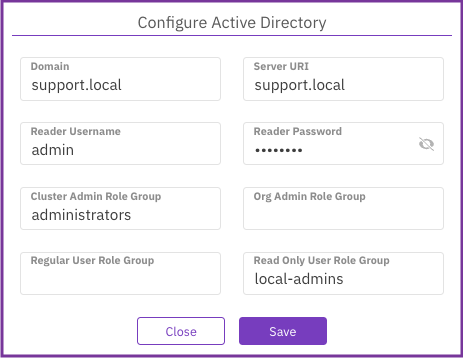 Configure Active Directory
Domain
support.local
Server URI
support.local
Reader Username
admin
Reader Password
••••••••
Cluster Admin Role Group
administrators
Org Admin Role Group
Regular User Role Group
Read Only User Role Group
local-admins
Close
Save